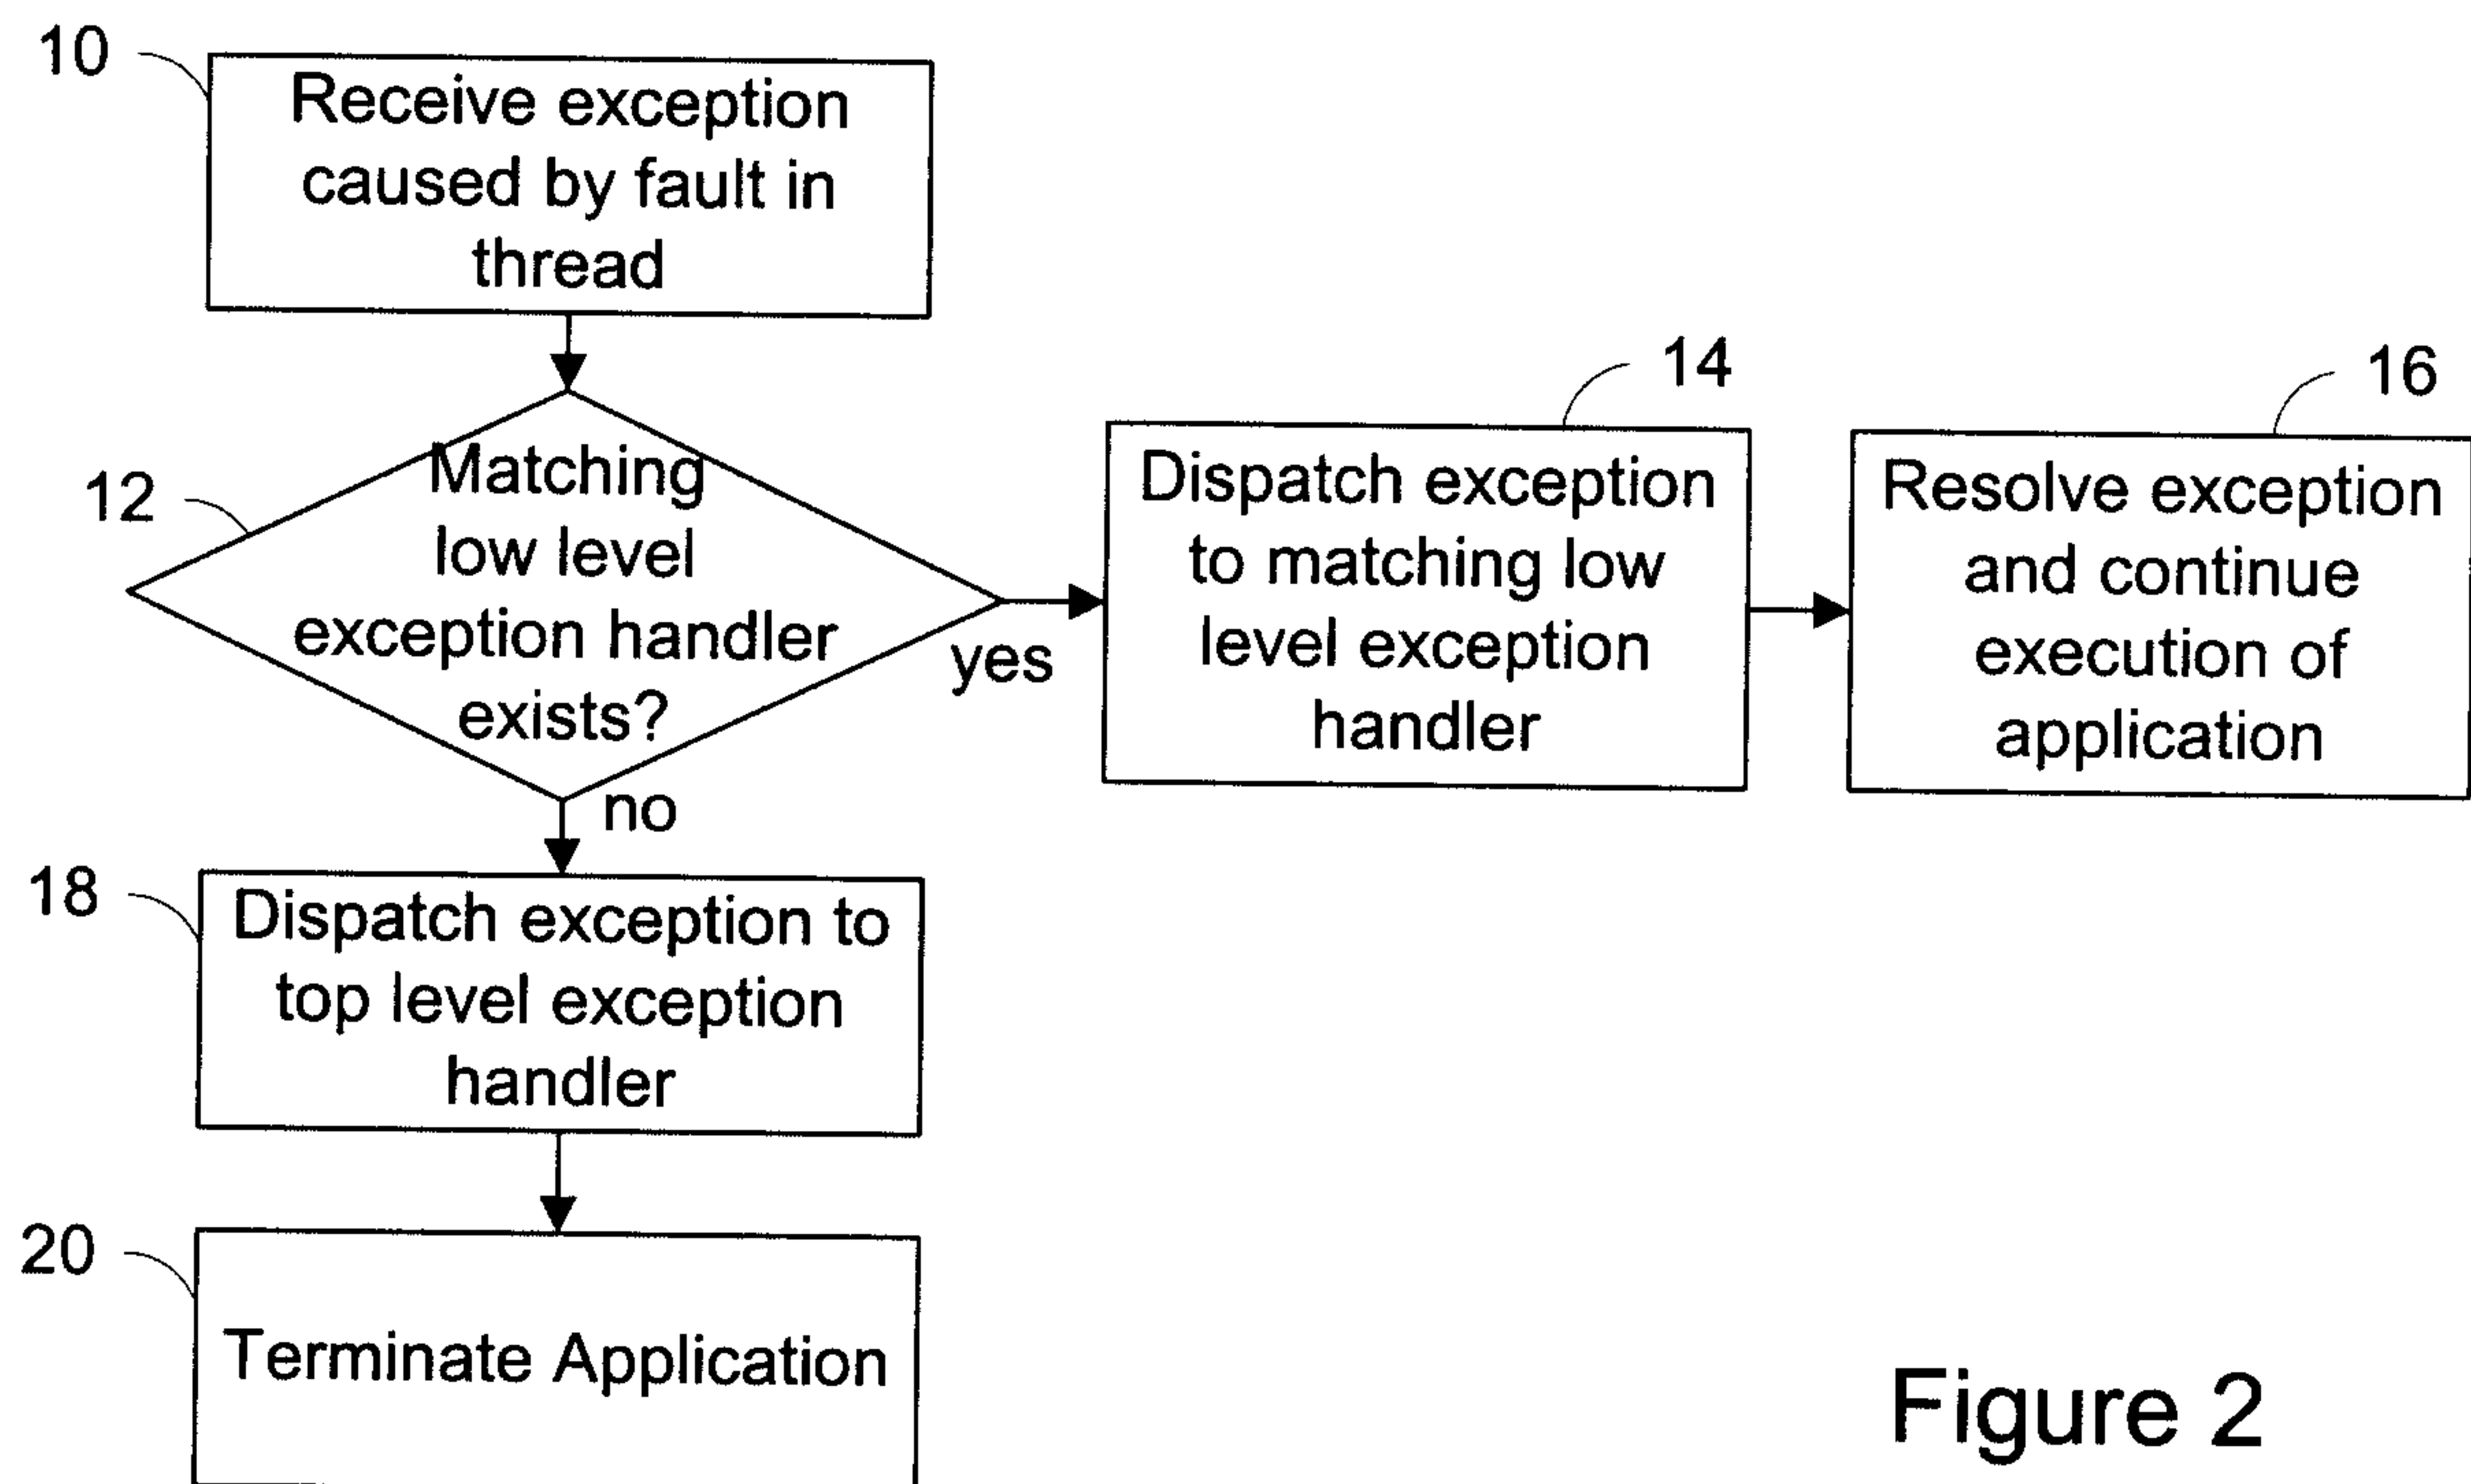 10
Receive exception
caused by fault in
thread
12
Matching
low level
exception handler
exists?
yes
no
14
Dispatch exception
to matching low
level exception
handler
16
Resolve exception
and continue
execution of
application
18
Dispatch exception to
top level exception
handler
20
Terminate Application
Figure 2